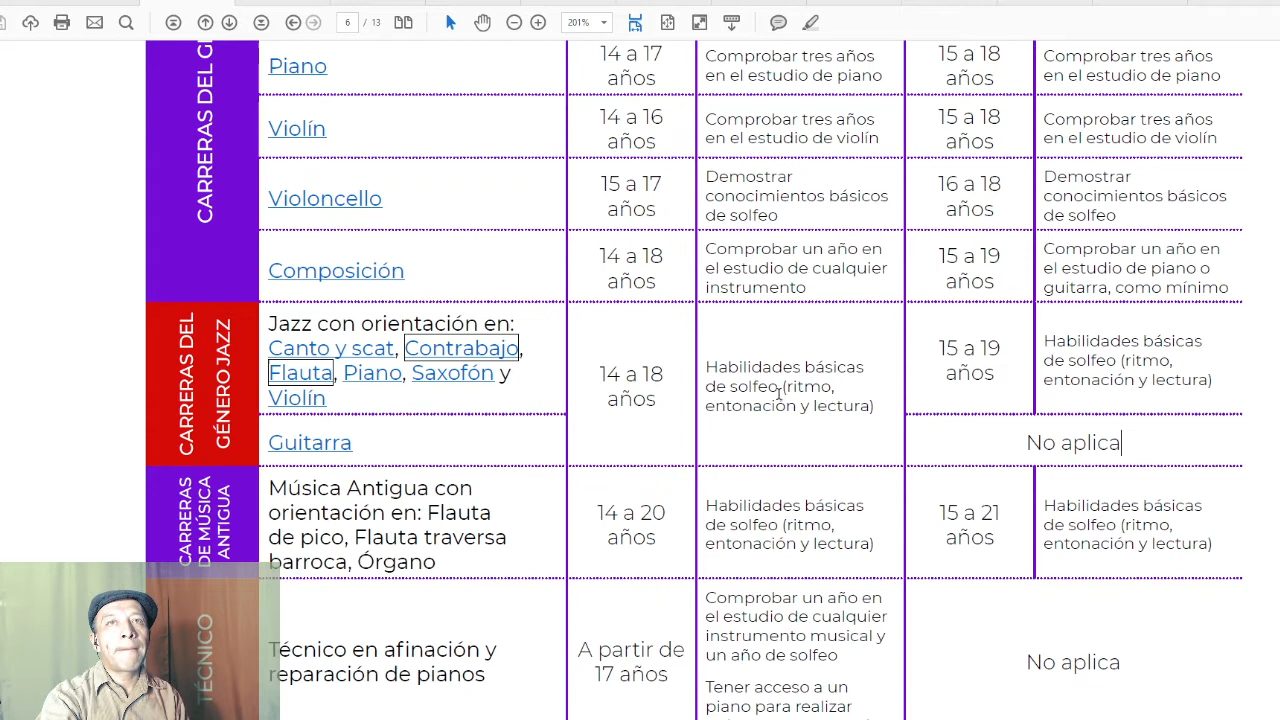 6 / 13
201%
CARRERAS DEL G
Piano
14 a 17
años
Comprobar tres años
en el estudio de piano
15 a 18
años
Comprobar tres años
en el estudio de piano
Violín
14 a 16
años
Comprobar tres años
en el estudio de violín
15 a 18
años
Comprobar tres años
en el estudio de violín
Violoncello
15 a 17
años
Demostrar
conocimientos básicos
de solfeo
16 a 18
años
Demostrar
conocimientos básicos
de solfeo
Composición
14 a 18
años
Comprobar un año en
el estudio de cualquier
instrumento
15 a 19
años
Comprobar un año en
el estudio de piano o
guitarra, como mínimo
CARRERAS DEL
GÉNERO JAZZ
Jazz con orientación en:
Canto y scat, Contrabajo,
Flauta, Piano, Saxofón y
Violín
14 a 18
años
Habilidades básicas
de solfeo (ritmo,
entonación y lectura)
15 a 19
años
Habilidades básicas
de solfeo (ritmo,
entonación y lectura)
Guitarra
No aplica
CARRERAS
DE MÚSICA
ANTIGUA
Música Antigua con
orientación en: Flauta
de pico, Flauta traversa
barroca, Órgano
14 a 20
años
Habilidades básicas
de solfeo (ritmo,
entonación y lectura)
15 a 21
años
Habilidades básicas
de solfeo (ritmo,
entonación y lectura)
TÉCNICO
Técnico en afinación y
reparación de pianos
A partir de
17 años
Comprobar un año en
el estudio de cualquier
instrumento musical y
un año de solfeo
Tener acceso a un
piano para realizar
No aplica